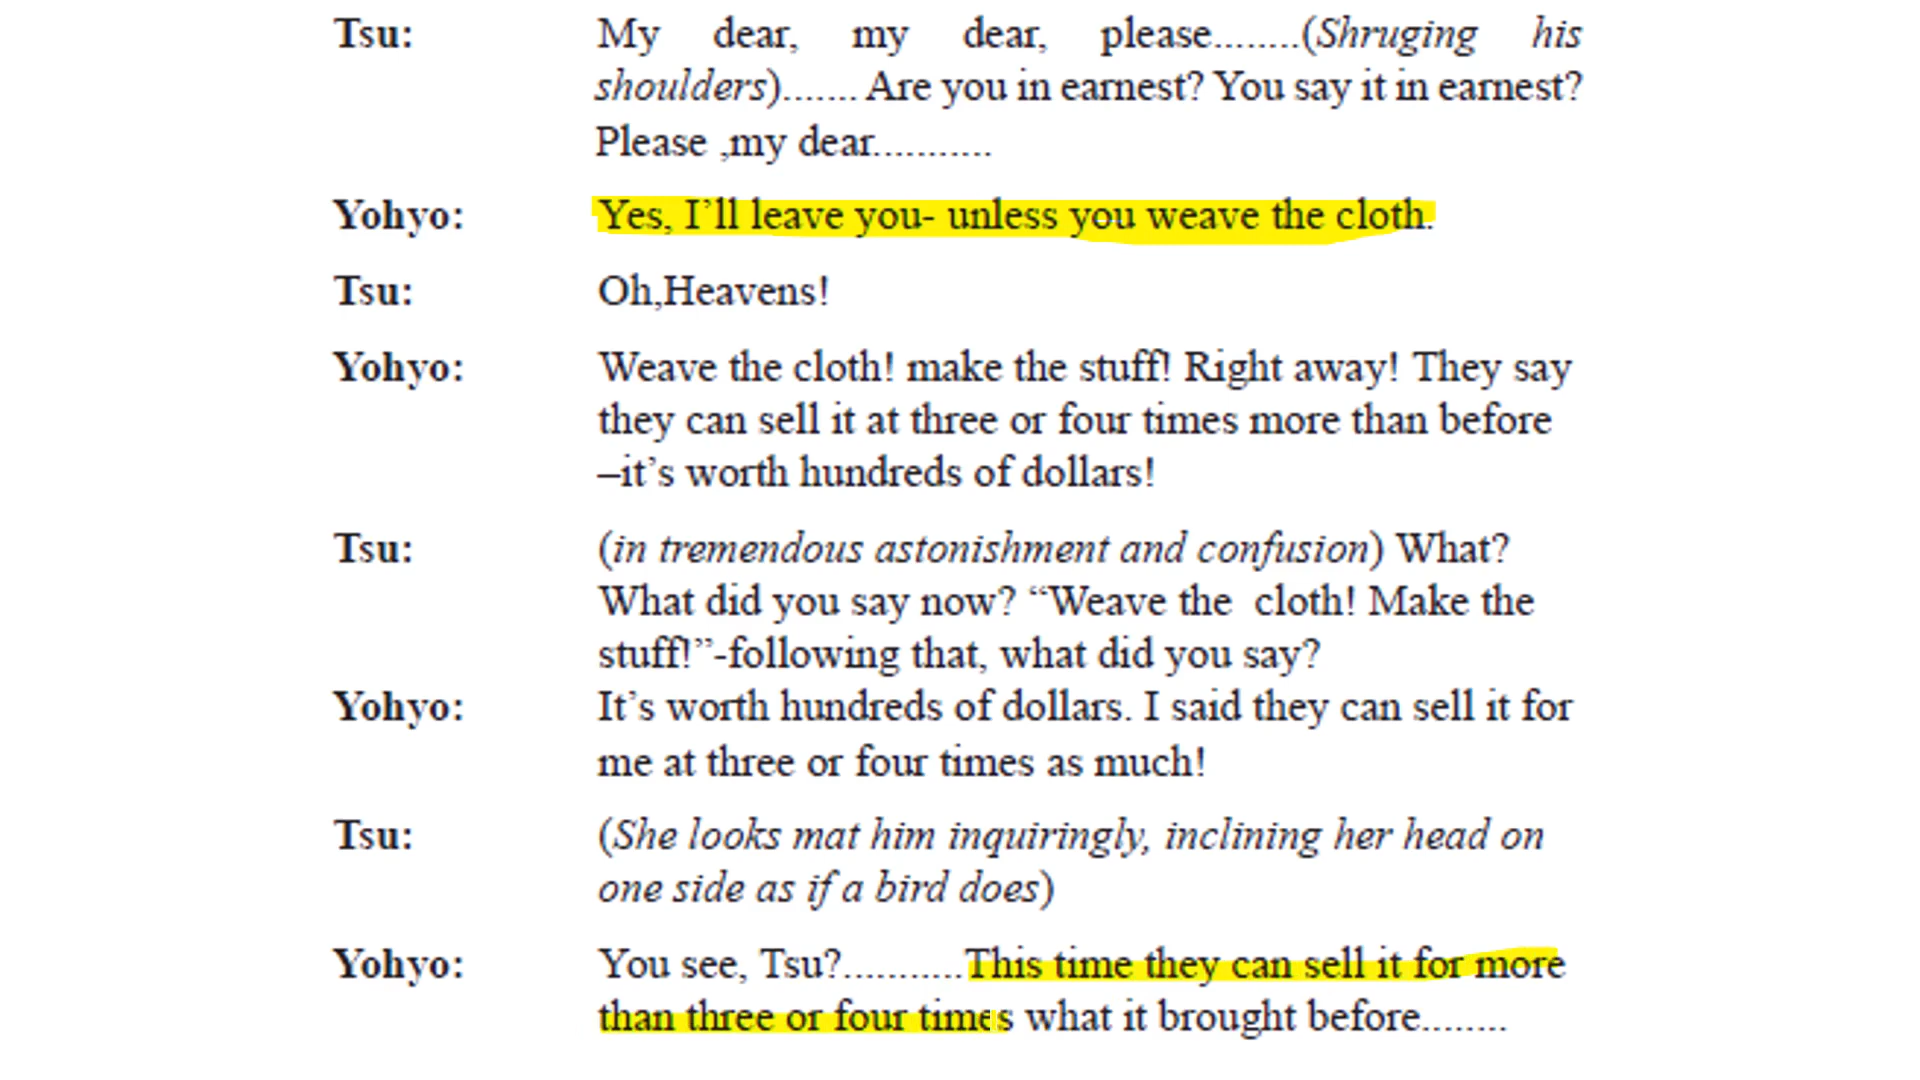 Tsu: My dear, my dear, please........(Shruging his
shoulders)....... Are you in earnest? You say it in earnest?
Please ,my dear...........
Yohyo: Yes, I’ll leave you- unless you weave the cloth.
Tsu: Oh,Heavens!
Yohyo: Weave the cloth! make the stuff! Right away! They say
they can sell it at three or four times more than before
–it’s worth hundreds of dollars!
Tsu: (in tremendous astonishment and confusion) What?
What did you say now? “Weave the cloth! Make the
stuff!”-following that, what did you say?
Yohyo: It’s worth hundreds of dollars. I said they can sell it for
me at three or four times as much!
Tsu: (She looks mat him inquiringly, inclining her head on
one side as if a bird does)
Yohyo: You see, Tsu?...........This time they can sell it for more
than three or four times what it brought before........